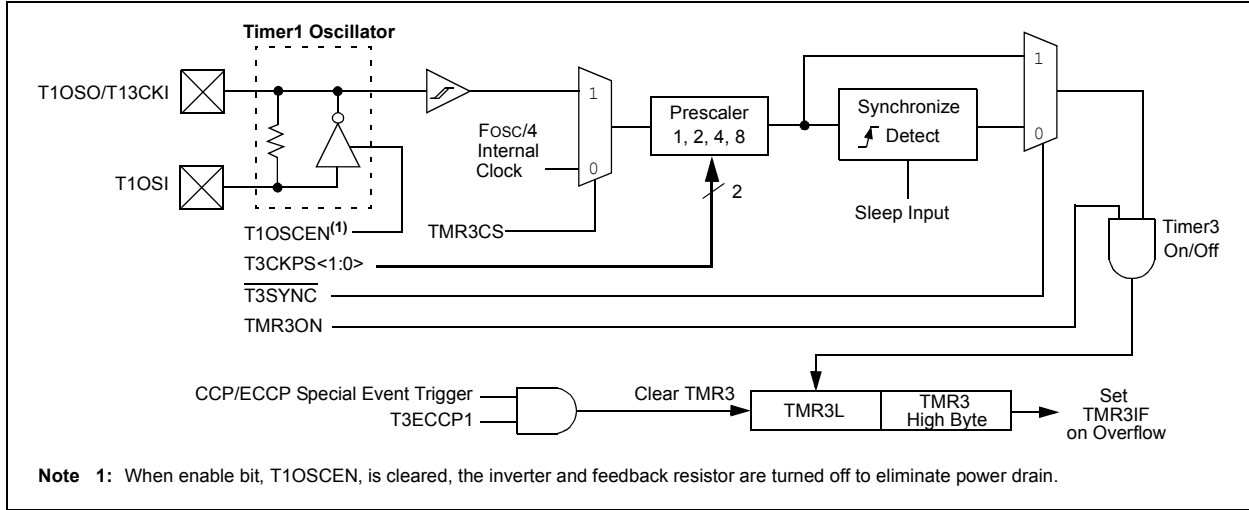 Timer1 Oscillator
T1OSO/T13CKI
T1OSI
1
FOSC/4
Internal
Clock
0
Prescaler
1, 2, 4, 8
2
Synchronize
Detect
Sleep Input
1
0
T1OSCEN(1)
TMR3CS
T3CKPS<1:0>
T3SYNC
TMR3ON
Timer3
On/Off
CCP/ECCP Special Event Trigger
T3ECCP1
Clear TMR3
TMR3L
TMR3
High Byte
Set
TMR3IF
on Overflow
Note 1: When enable bit, T1OSCEN, is cleared, the inverter and feedback resistor are turned off to eliminate power drain.